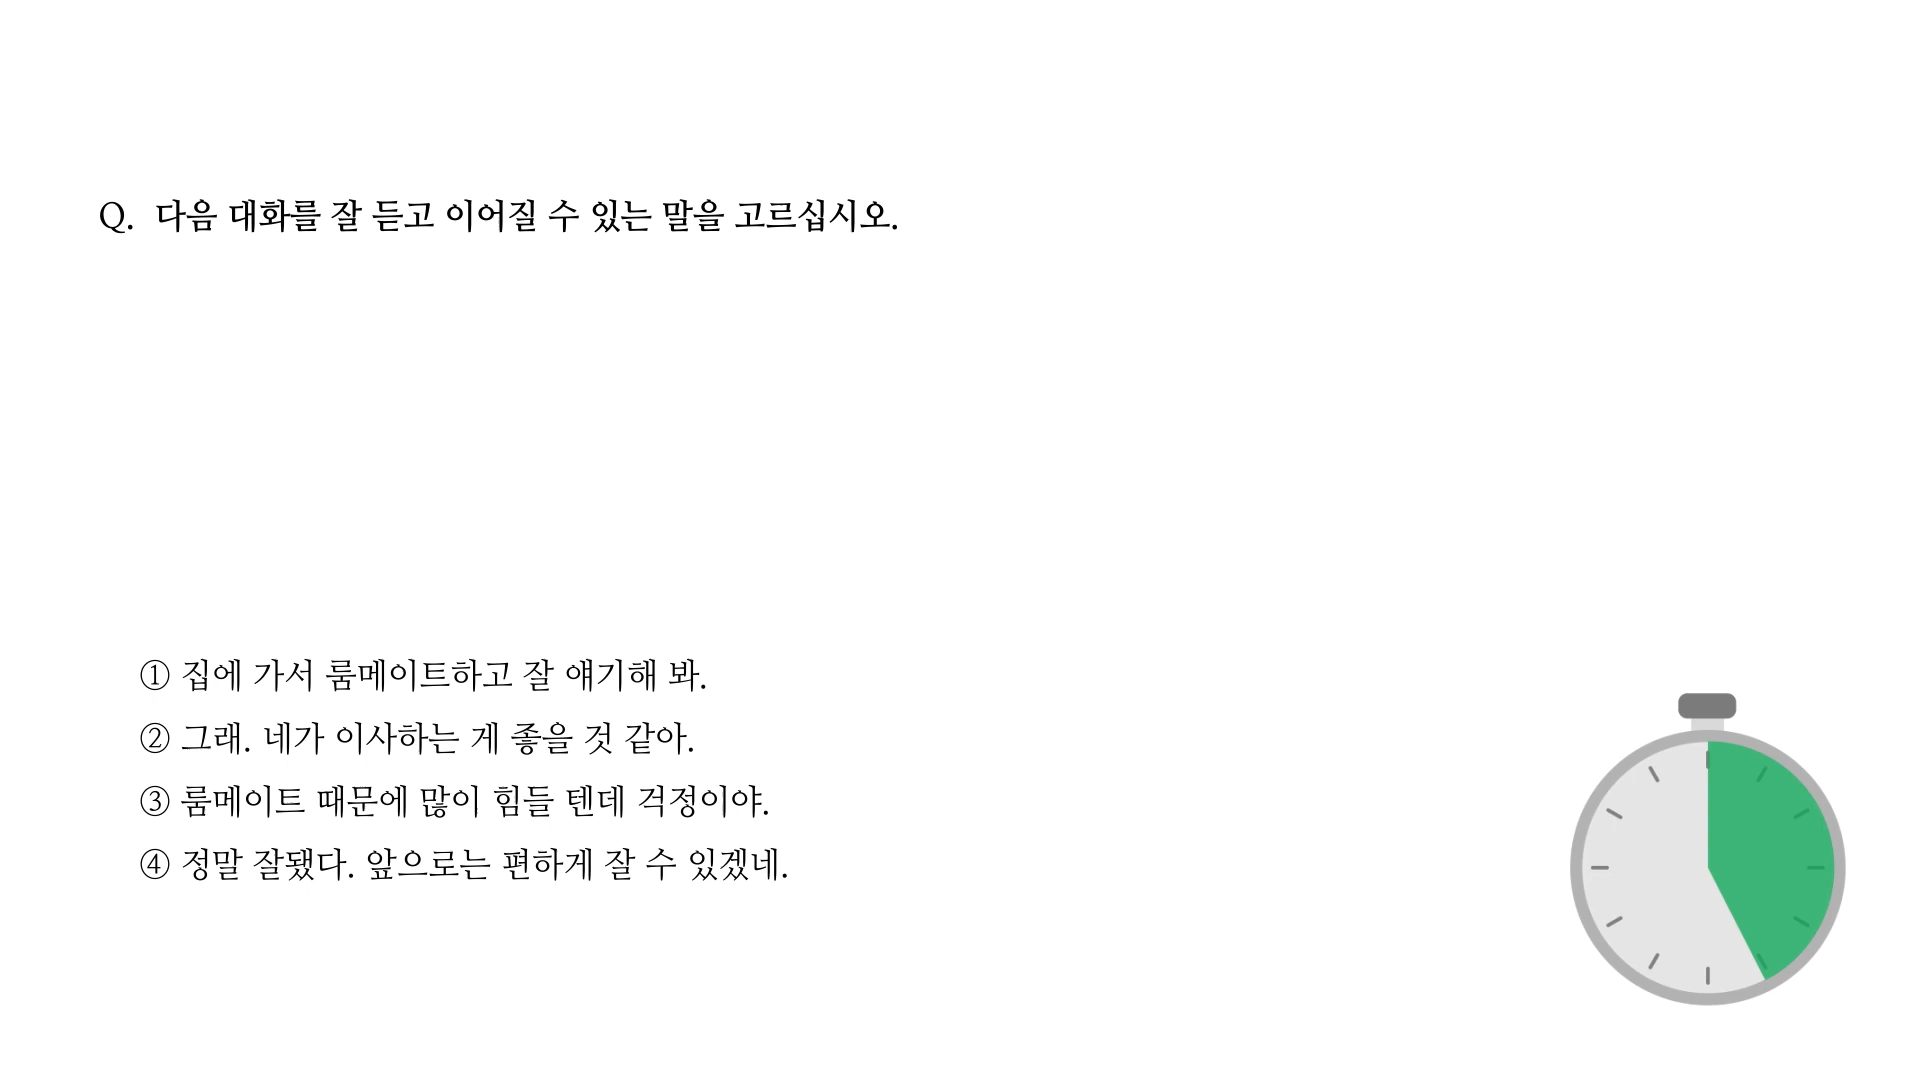 Q. 다음 대화를 잘 듣고 이어질 수 있는 말을 고르십시오.
① 집에 가서 룸메이트하고 잘 얘기해 봐.
② 그래. 네가 이사하는 게 좋을 것 같아.
③ 룸메이트 때문에 많이 힘들 텐데 걱정이야.
④ 정말 잘됐다. 앞으로는 편하게 잘 수 있겠네.